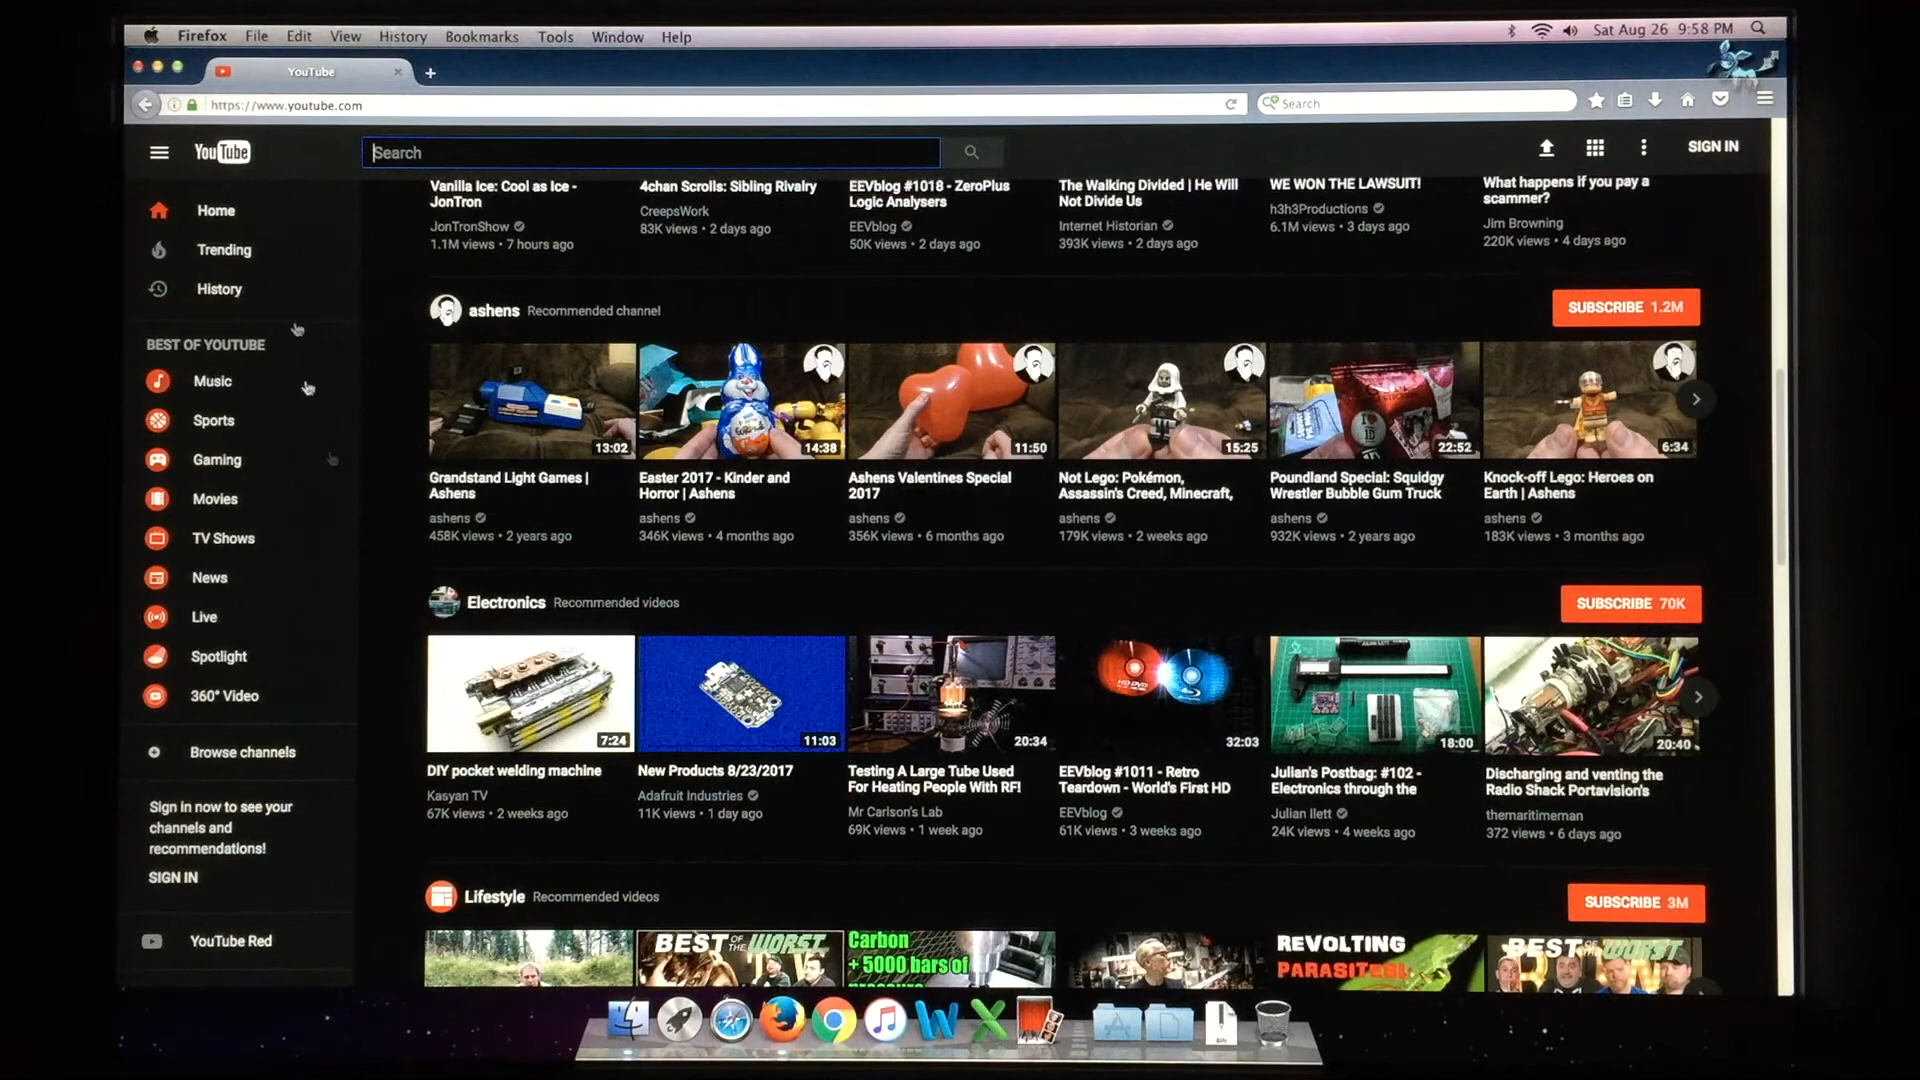 Firefox File Edit View History Bookmarks Tools Window Help
Sat Aug 26 9:58 PM
YouTube
https://www.youtube.com
Search
YouTube
Search
SIGN IN
Home
Trending
History
BEST OF YOUTUBE
Music
Sports
Gaming
Movies
TV Shows
News
Live
Spotlight
360° Video
Browse channels
Sign in now to see your
channels and
recommendations!
SIGN IN
YouTube Red
Vanilla Ice: Cool as Ice -
JonTron
JonTronShow
1.1M views • 7 hours ago
4chan Scrolls: Sibling Rivalry
CreepsWork
83K views • 2 days ago
EEVblog #1018 - ZeroPlus
Logic Analysers
EEVblog
50K views • 2 days ago
The Walking Divided | He Will
Not Divide Us
Internet Historian
393K views • 2 days ago
WE WON THE LAWSUIT!
h3h3Productions
6.1M views • 3 days ago
What happens if you pay a
scammer?
Jim Browning
220K views • 4 days ago
ashens Recommended channel
SUBSCRIBE 1.2M
13:02
Grandstand Light Games |
Ashens
ashens
458K views • 2 years ago
14:38
Easter 2017 - Kinder and
Horror | Ashens
ashens
346K views • 4 months ago
11:50
Ashens Valentines Special
2017
ashens
356K views • 6 months ago
15:25
Not Lego: Pokémon,
Assassin's Creed, Minecraft,
ashens
179K views • 2 weeks ago
22:52
Poundland Special: Squidgy
Wrestler Bubble Gum Truck
ashens
932K views • 2 years ago
6:34
Knock-off Lego: Heroes on
Earth | Ashens
ashens
183K views • 3 months ago
Electronics Recommended videos
SUBSCRIBE 70K
7:24
DIY pocket welding machine
Kasyan TV
67K views • 2 weeks ago
11:03
New Products 8/23/2017
Adafruit Industries
11K views • 1 day ago
20:34
Testing A Large Tube Used
For Heating People With RF!
Mr Carlson's Lab
69K views • 1 week ago
HD DVD
32:03
EEVblog #1011 - Retro
Teardown - World's First HD
EEVblog
61K views • 3 weeks ago
18:00
Julian's Postbag: #102 -
Electronics through the
Julian Ilett
24K views • 4 weeks ago
20:40
Discharging and venting the
Radio Shack Portavision's
themaritimeman
372 views • 6 days ago
Lifestyle Recommended videos
SUBSCRIBE 3M
BEST OF THE WORST
Carbon
+ 5000 bars of
REVOLTING
PARASITES!
BEST OF THE WORST